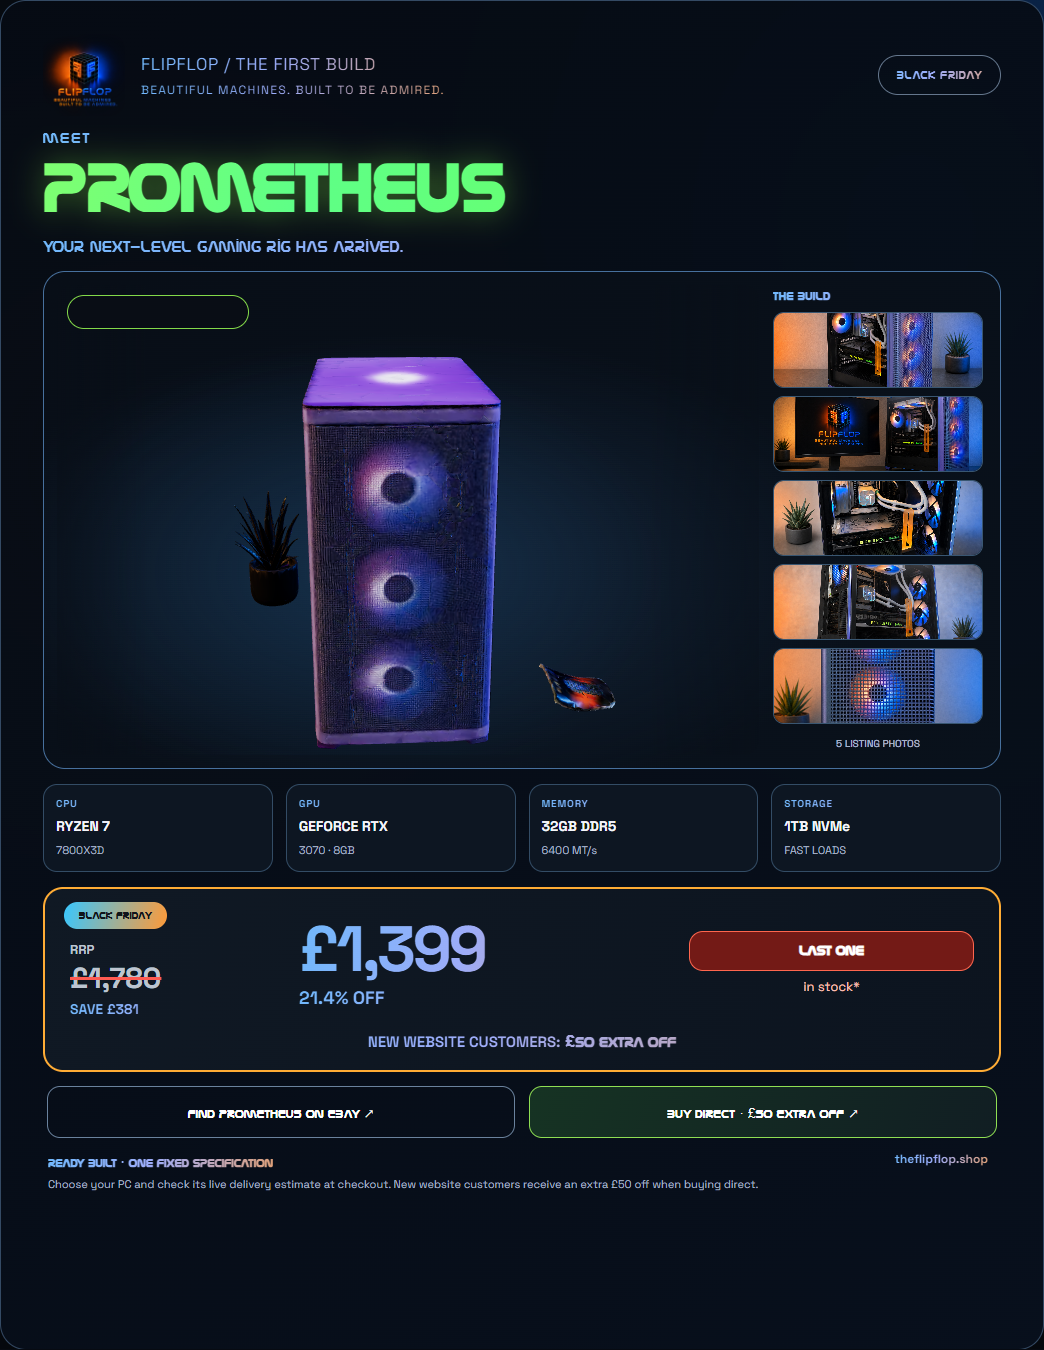 FLIPFLOP
FLIPFLOP / THE FIRST BUILD
BEAUTIFUL MACHINES. BUILT TO BE ADMIRED.
BLACK FRIDAY
MEET
PROMETHEUS
YOUR NEXT-LEVEL GAMING RIG HAS ARRIVED.
THE BUILD
FLIPFLOP
5 LISTING PHOTOS
CPU
RYZEN 7
7800X3D
GPU
GEFORCE RTX
3070 · 8GB
MEMORY
32GB DDR5
6400 MT/s
STORAGE
1TB NVMe
FAST LOADS
BLACK FRIDAY
RRP
£1,780
SAVE £381
£1,399
21.4% OFF
LAST ONE
in stock*
NEW WEBSITE CUSTOMERS: £50 EXTRA OFF
FIND PROMETHEUS ON EBAY ↗
BUY DIRECT · £50 EXTRA OFF ↗
READY BUILT · ONE FIXED SPECIFICATION
theflipflop.shop
Choose your PC and check its live delivery estimate at checkout. New website customers receive an extra £50 off when buying direct.